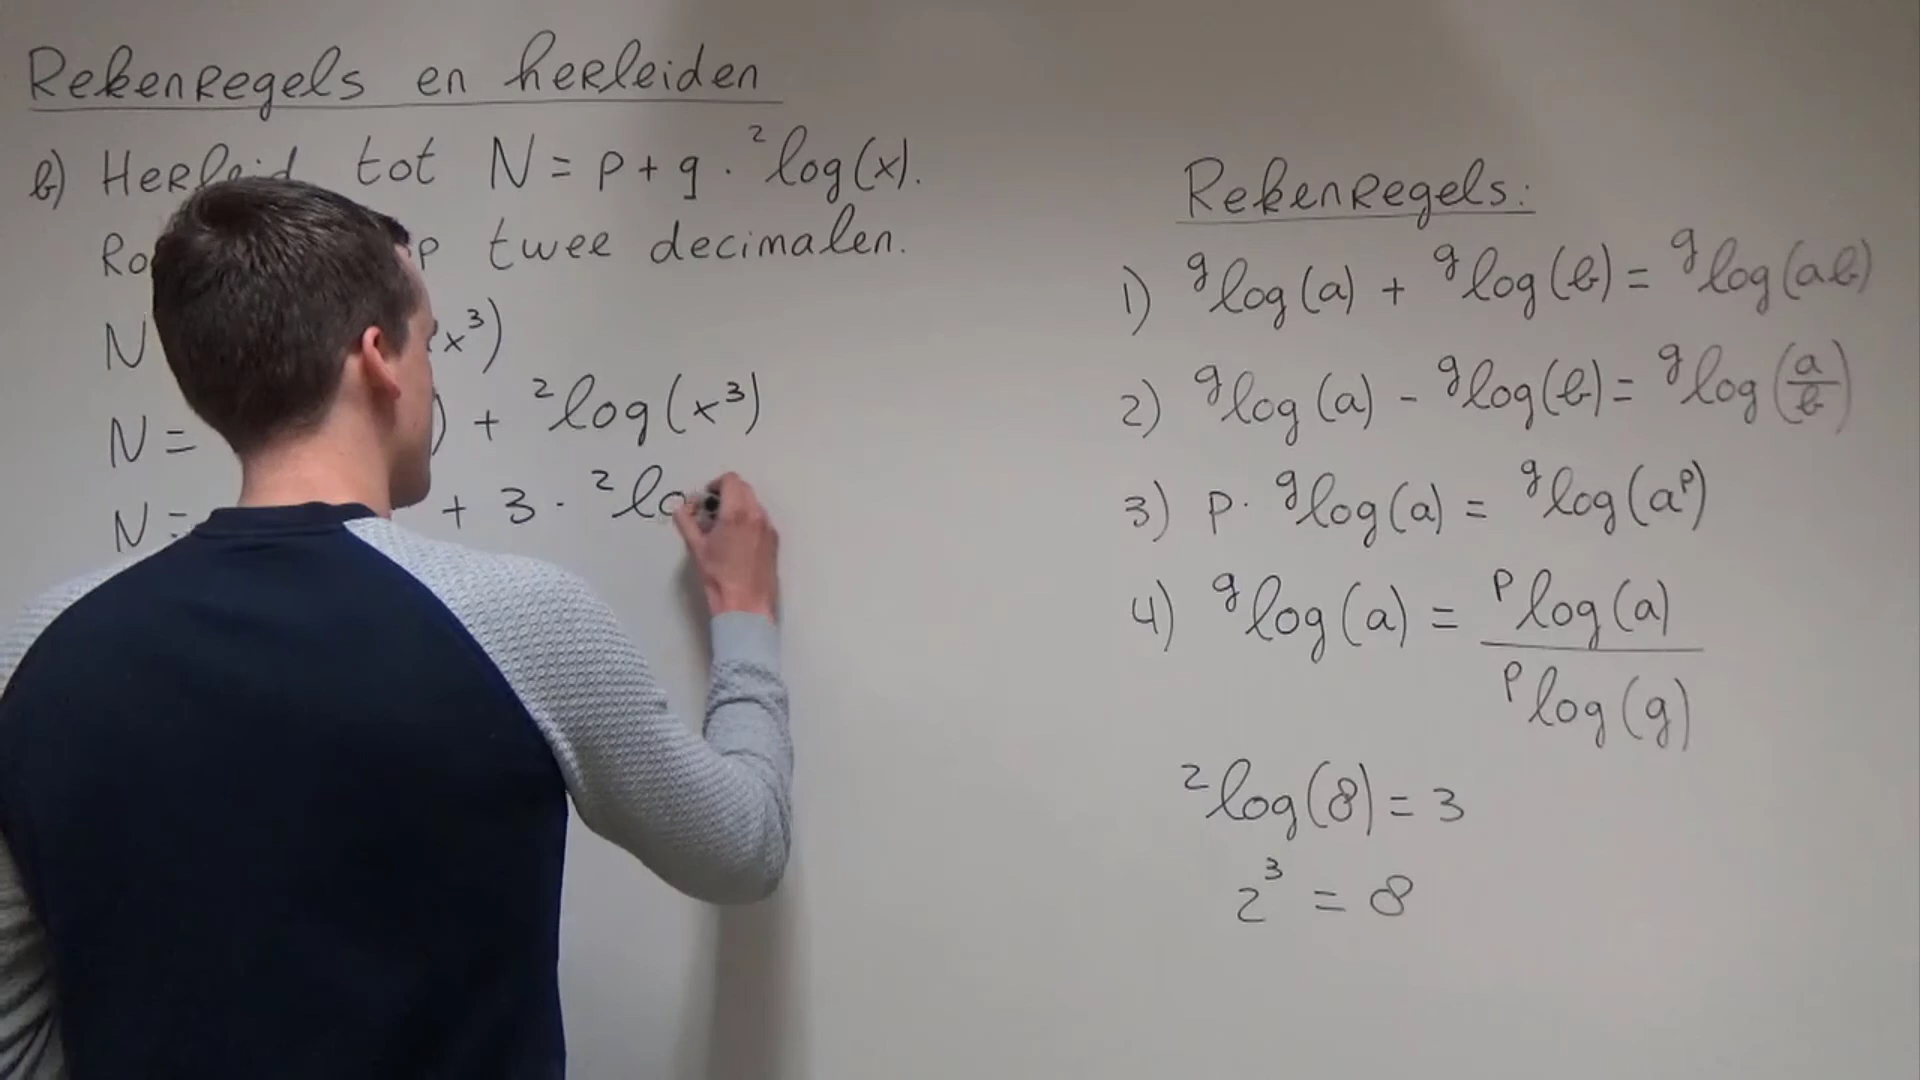 Rekenregels en herleiden
b) Herleid tot N = p + q · ²log(x).
op twee decimalen.
N x³)
N = ) + ²log(x³)
N = + 3 · ²lo
Rekenregels:
1) ᵍlog(a) + ᵍlog(b) = ᵍlog(ab)
2) ᵍlog(a) - ᵍlog(b) = ᵍlog(a/b)
3) p · ᵍlog(a) = ᵍlog(aᵖ)
4) ᵍlog(a) = ᵖlog(a) / ᵖlog(g)
²log(8) = 3
2³ = 8